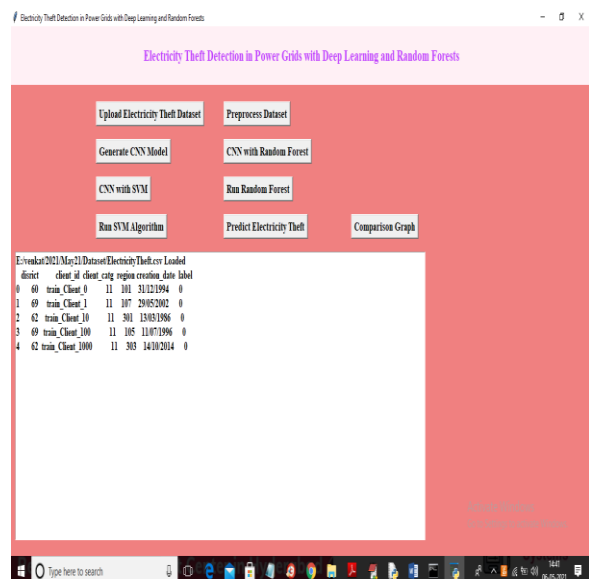 Electricity Theft Detection in Power Grids with Deep Learning and Random Forests
Electricity Theft Detection in Power Grids with Deep Learning and Random Forests
Upload Electricity Theft Dataset
Preprocess Dataset
Generate CNN Model
CNN with Random Forest
CNN with SVM
Run Random Forest
Run SVM Algorithm
Predict Electricity Theft
Comparison Graph
E:/venkat/2021/May21/Dataset/ElectricityTheft.csv Loaded
disrict client_id client_catg region creation_date label
0 60 train_Client_0 11 101 31/12/1994 0
1 69 train_Client_1 11 107 29/05/2002 0
2 62 train_Client_10 11 301 13/03/1986 0
3 69 train_Client_100 11 105 11/07/1996 0
4 62 train_Client_1000 11 303 14/10/2014 0
Type here to search
14:41
06-05-2021